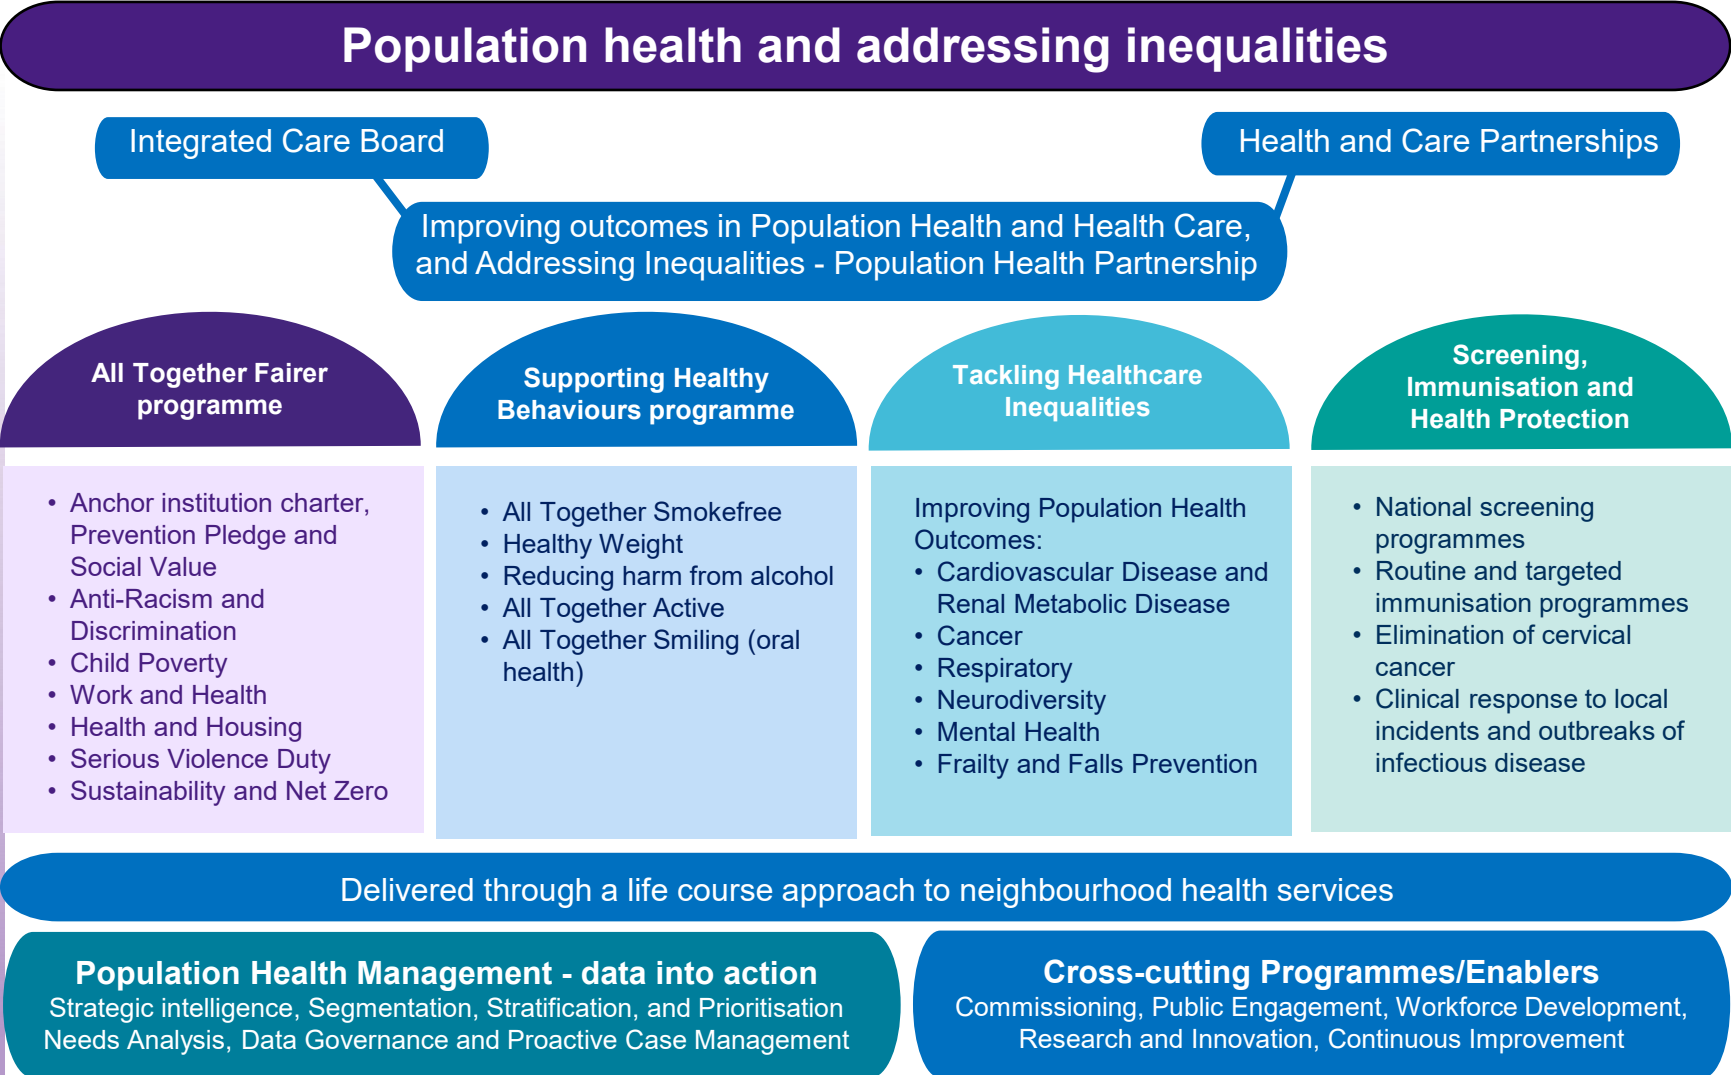 Population health and addressing inequalities
Integrated Care Board
Health and Care Partnerships
Improving outcomes in Population Health and Health Care,
and Addressing Inequalities - Population Health Partnership
All Together Fairer
programme
• Anchor institution charter,
Prevention Pledge and
Social Value
• Anti-Racism and
Discrimination
• Child Poverty
• Work and Health
• Health and Housing
• Serious Violence Duty
• Sustainability and Net Zero
Supporting Healthy
Behaviours programme
• All Together Smokefree
• Healthy Weight
• Reducing harm from alcohol
• All Together Active
• All Together Smiling (oral
health)
Tackling Healthcare
Inequalities
Improving Population Health
Outcomes:
• Cardiovascular Disease and
Renal Metabolic Disease
• Cancer
• Respiratory
• Neurodiversity
• Mental Health
• Frailty and Falls Prevention
Screening,
Immunisation and
Health Protection
• National screening
programmes
• Routine and targeted
immunisation programmes
• Elimination of cervical
cancer
• Clinical response to local
incidents and outbreaks of
infectious disease
Delivered through a life course approach to neighbourhood health services
Population Health Management - data into action
Strategic intelligence, Segmentation, Stratification, and Prioritisation
Needs Analysis, Data Governance and Proactive Case Management
Cross-cutting Programmes/Enablers
Commissioning, Public Engagement, Workforce Development,
Research and Innovation, Continuous Improvement